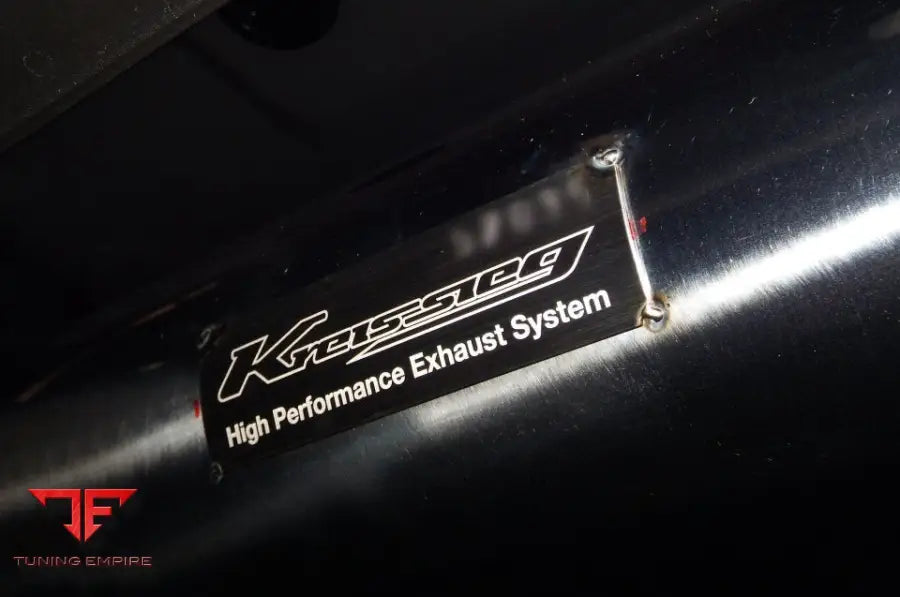 Kreissieg
High Performance Exhaust System
TUNING EMPIRE